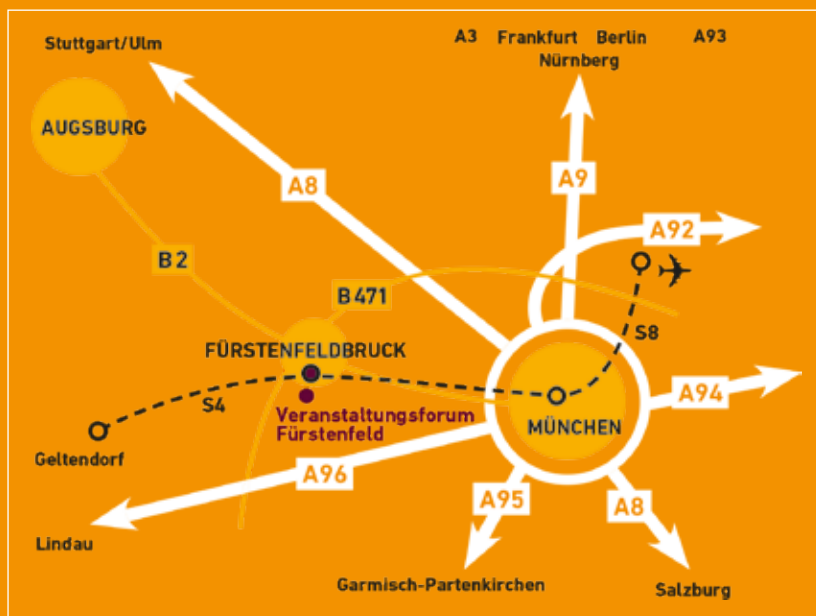 Stuttgart/Ulm
A3 Frankfurt Berlin A93
Nürnberg
AUGSBURG
A8
A9
A92
B2
B471
S8
FÜRSTENFELDBRUCK
S4
A94
Veranstaltungsforum
Fürstenfeld
MÜNCHEN
Geltendorf
A96
A95
A8
Lindau
Garmisch-Partenkirchen
Salzburg